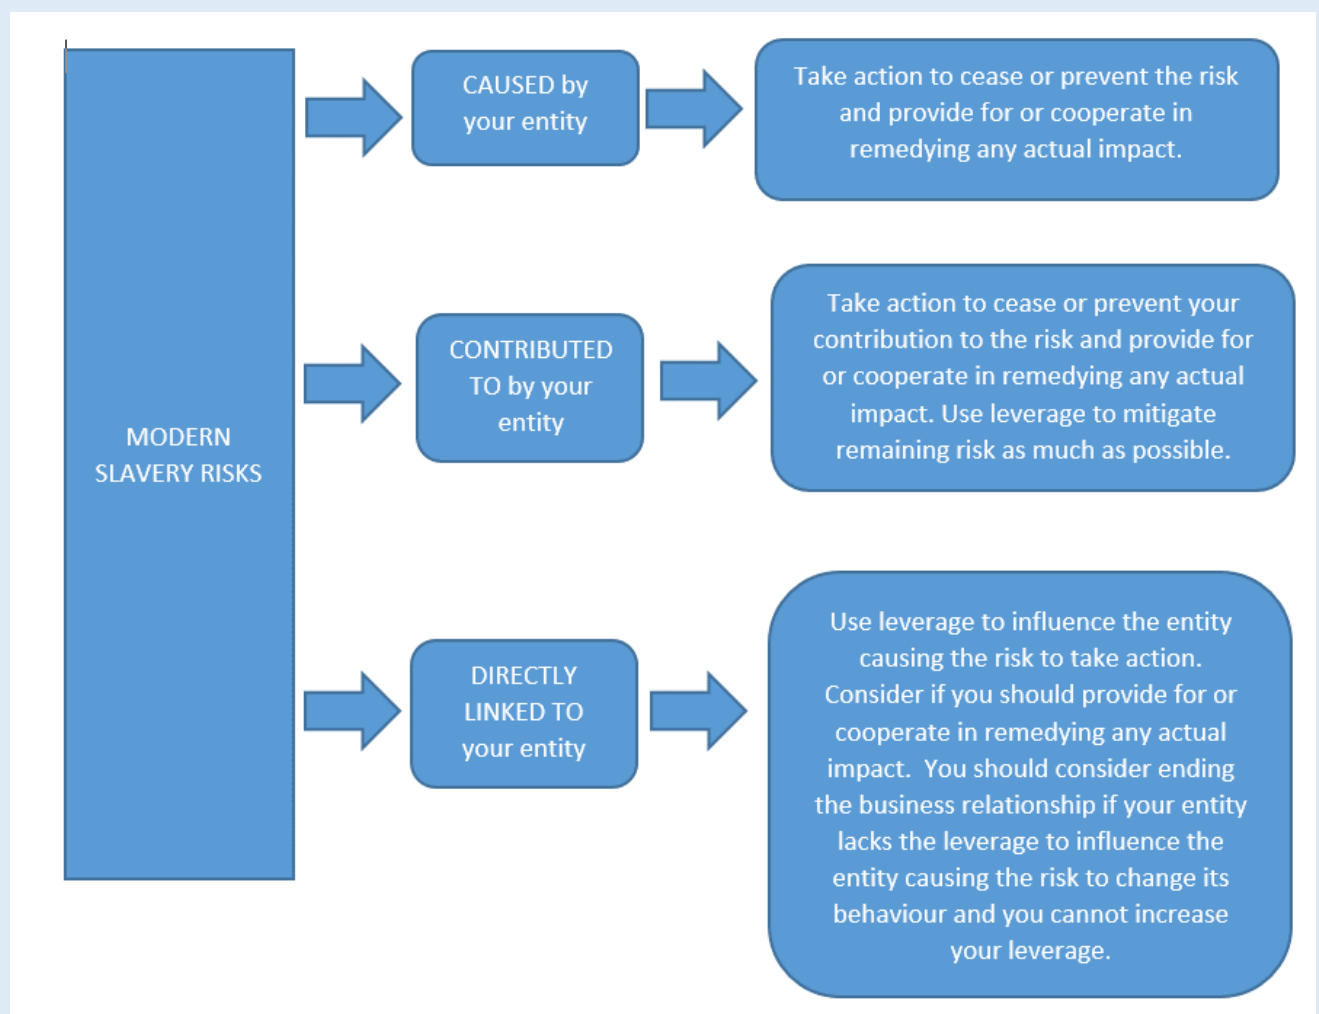 MODERN
SLAVERY RISKS
CAUSED by
your entity
Take action to cease or prevent the risk
and provide for or cooperate in
remedying any actual impact.
CONTRIBUTED
TO by your
entity
Take action to cease or prevent your
contribution to the risk and provide for
or cooperate in remedying any actual
impact. Use leverage to mitigate
remaining risk as much as possible.
DIRECTLY
LINKED TO
your entity
Use leverage to influence the entity
causing the risk to take action.
Consider if you should provide for or
cooperate in remedying any actual
impact.  You should consider ending
the business relationship if your entity
lacks the leverage to influence the
entity causing the risk to change its
behaviour and you cannot increase
your leverage.